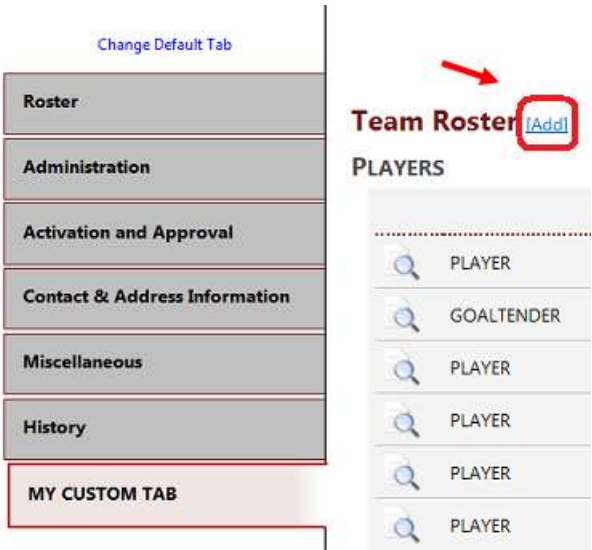 Change Default Tab
Roster
Administration
Activation and Approval
Contact & Address Information
Miscellaneous
History
MY CUSTOM TAB
Team Roster [Add]
PLAYERS
PLAYER
GOALTENDER
PLAYER
PLAYER
PLAYER
PLAYER